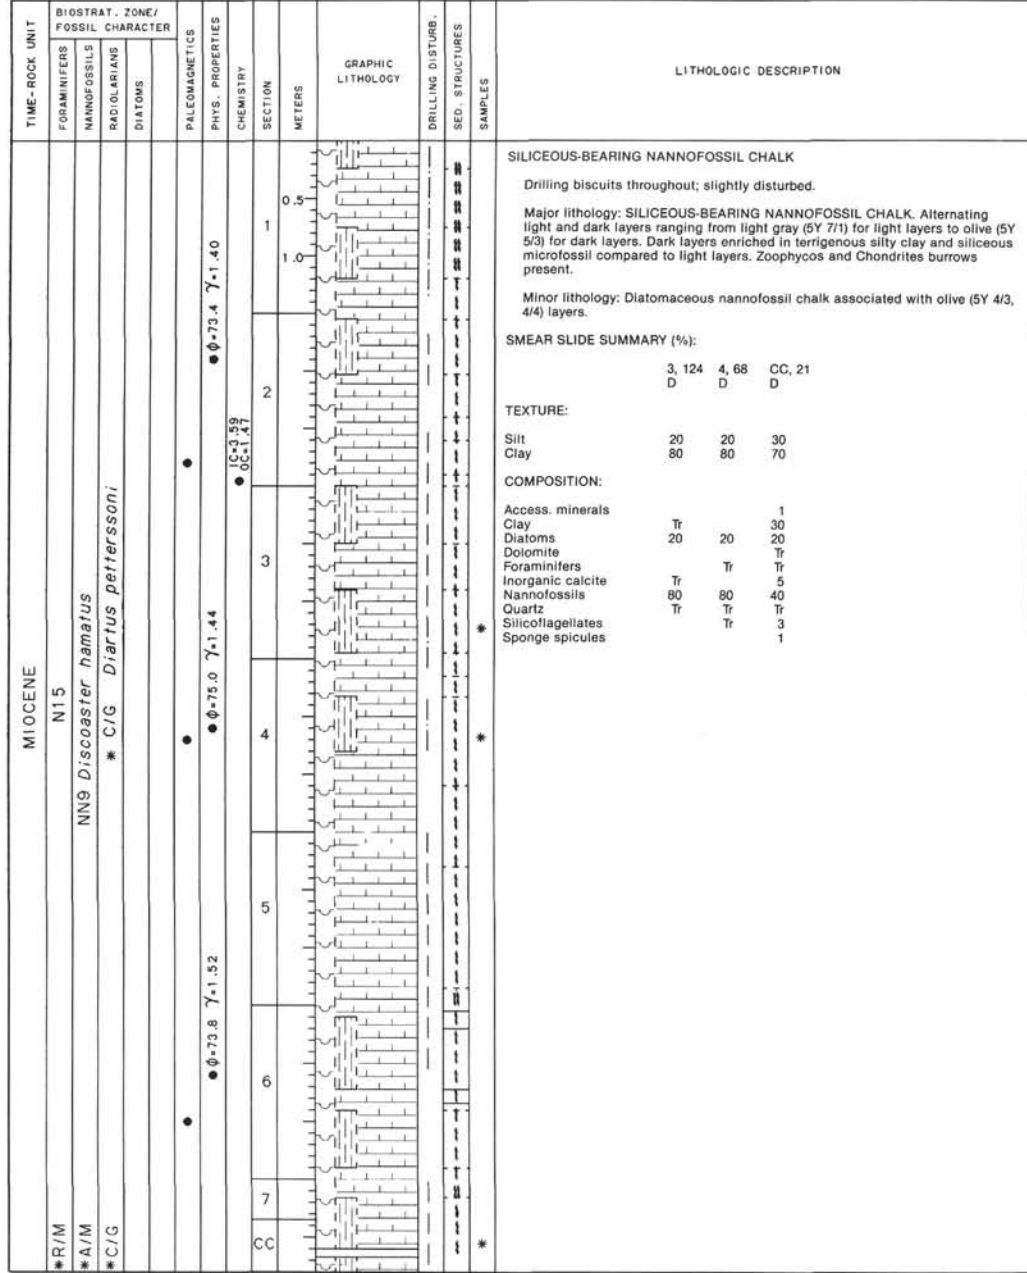 TIME-ROCK UNIT
BIOSTRAT. ZONE/
FOSSIL CHARACTER
FORAMINIFERS
NANNOFOSSILS
RADIOLARIANS
DIATOMS
PALEOMAGNETICS
PHYS. PROPERTIES
CHEMISTRY
SECTION
METERS
GRAPHIC
LITHOLOGY
DRILLING DISTURB.
SED. STRUCTURES
SAMPLES
LITHOLOGIC DESCRIPTION
MIOCENE
*R/M
N15
*A/M
NN9 Discoaster hamatus
*C/G
* C/G Diartus petterssoni
●φ=73.4 γ=1.40
●φ=75.0 γ=1.44
●φ=73.8 γ=1.52
IC=3.59
● OC=1.47
1
2
3
4
5
6
7
CC
0.5
1.0
*
*
*
SILICEOUS-BEARING NANNOFOSSIL CHALK
Drilling biscuits throughout; slightly disturbed.
Major lithology: SILICEOUS-BEARING NANNOFOSSIL CHALK. Alternating
light and dark layers ranging from light gray (5Y 7/1) for light layers to olive (5Y
5/3) for dark layers. Dark layers enriched in terrigenous silty clay and siliceous
microfossil compared to light layers. Zoophycos and Chondrites burrows
present.
Minor lithology: Diatomaceous nannofossil chalk associated with olive (5Y 4/3,
4/4) layers.
SMEAR SLIDE SUMMARY (%):
3, 124 4, 68 CC, 21
D D D
TEXTURE:
Silt 20 20 30
Clay 80 80 70
COMPOSITION:
Access. minerals 1
Clay Tr 30
Diatoms 20 20 20
Dolomite Tr
Foraminifers Tr Tr
Inorganic calcite Tr 5
Nannofossils 80 80 40
Quartz Tr Tr Tr
Silicoflagellates Tr 3
Sponge spicules 1